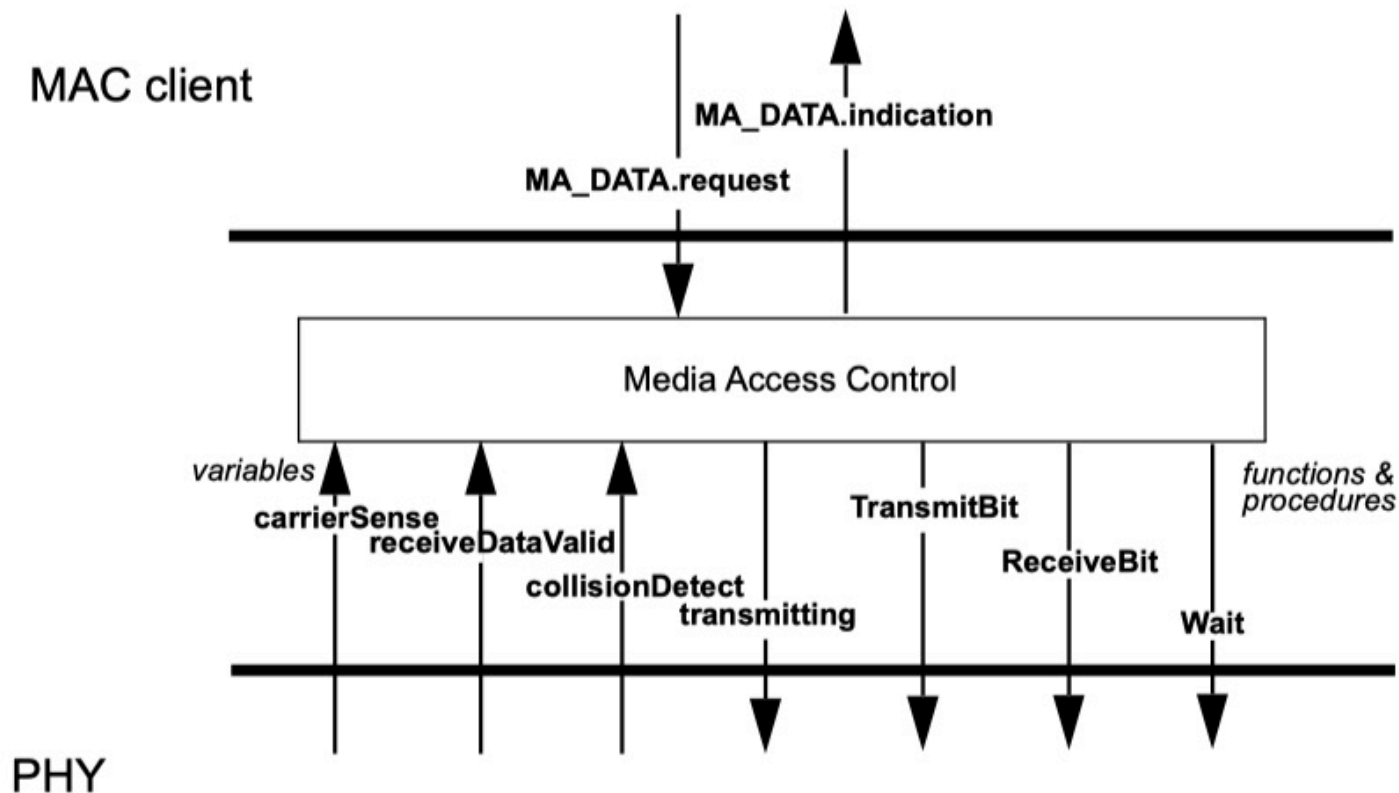 MAC client
MA_DATA.indication
MA_DATA.request
Media Access Control
variables
functions &
procedures
carrierSense
TransmitBit
receiveDataValid
ReceiveBit
collisionDetect
transmitting
Wait
PHY